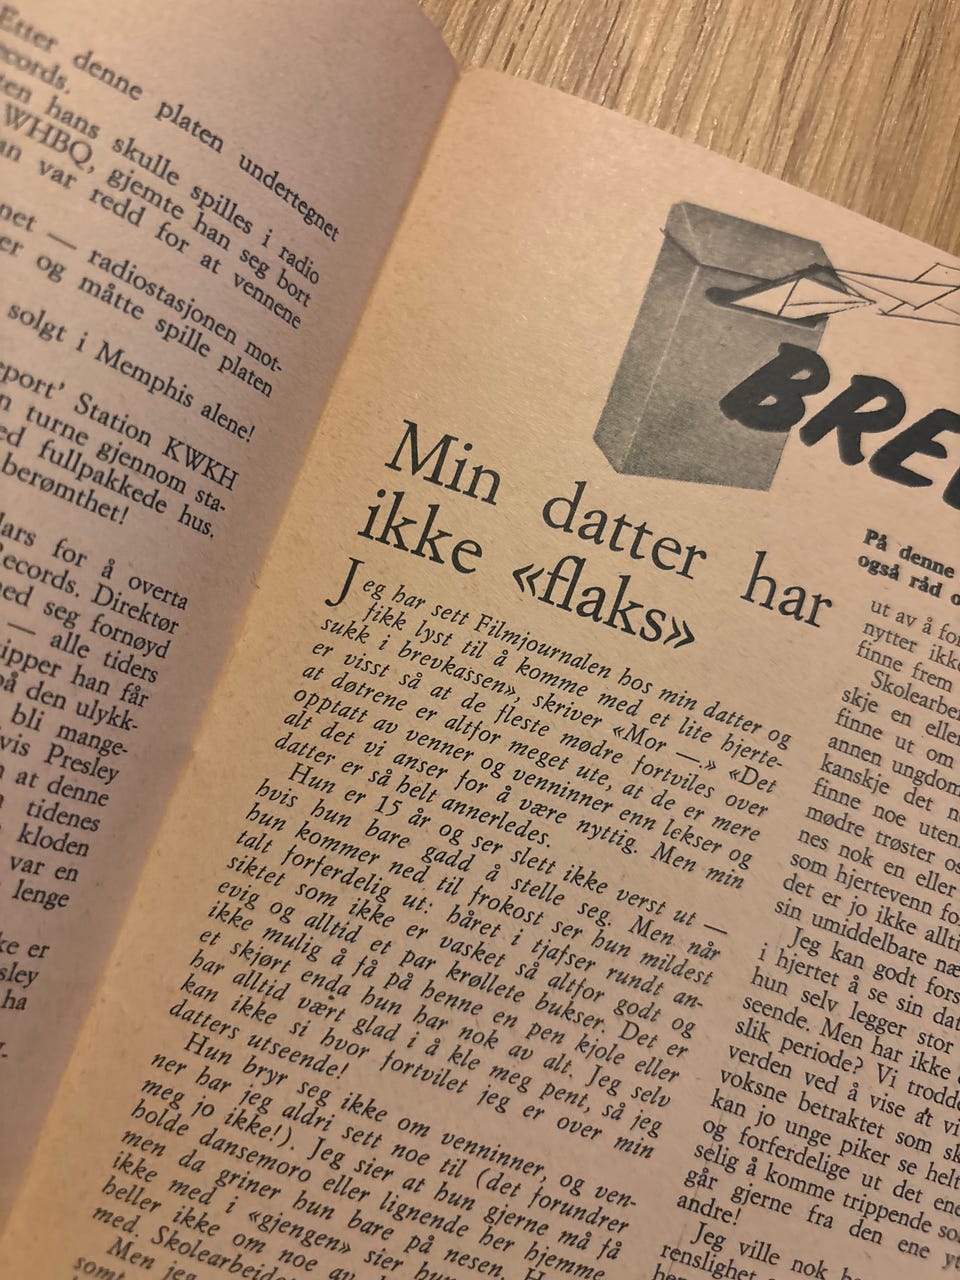 Etter denne platen undertegnet
ecords.
ten hans skulle spilles i radio
WHBQ, gjemte han seg bort
an var redd for at vennene
net — radiostasjonen mot-
er og måtte spille platen
solgt i Memphis alene!
eport' Station KWKH
n turne gjennom sta-
ed fullpakkede hus.
berømthet!
lars for å overta
Records. Direktør
ned seg fornøyd
— alle tiders
ipper han får
på den ulykk-
bli mange-
vis Presley
n at denne
tidenes
kloden
var en
lenge
ke er
sley
ha
BREV
Min datter har
ikke «flaks»
Jeg har sett Filmjournalen hos min datter og
fikk lyst til å komme med et lite hjerte-
sukk i brevkassen», skriver «Mor —.» «Det
er visst så at de fleste mødre fortviles over
at døtrene er altfor meget ute, at de er mere
opptatt av venner og venninner enn lekser og
alt det vi anser for å være nyttig. Men min
datter er så helt annerledes.
Hun er 15 år og ser slett ikke verst ut —
hvis hun bare gadd å stelle seg. Men når
hun kommer ned til frokost ser hun mildest
talt forferdelig ut: håret i tjafser rundt an-
siktet som ikke er vasket så altfor godt og
evig og alltid et par krøllete bukser. Det er
ikke mulig å få på henne en pen kjole eller
et skjørt enda hun har nok av alt. Jeg selv
har alltid vært glad i å kle meg pent, så jeg
kan ikke si hvor fortvilet jeg er over min
datters utseende!
Hun bryr seg ikke om venninner, og ven-
ner har jeg aldri sett noe til (det forundrer
meg jo ikke!). Jeg sier at hun gjerne må få
holde dansemoro eller lignende her hjemme
men da griner hun bare på nesen. H
ikke med i «gjengen» sier hun
heller ikke om noe av
med. Skolearbeidet
Men jeg
somt
På denne
også råd o
ut av å for
nytter ikk
finne frem
Skolearbei
skje en eller
finne ut om
annen ungdom
kanskje det n
finne noe uten
mødre trøster os
nes nok en eller
som hjertevenn fo
det er jo ikke allti
sin umiddelbare næ
Jeg kan godt fors
i hjertet å se sin dat
hun selv legger stor
seende. Men har ikke
slik periode? Vi trodde
verden ved å vise at vi
voksne betraktet som sk
kan jo unge piker se helt
og forferdelige ut det ene
selig å komme trippende so
går gjerne fra den ene yt
andre!
Jeg ville nok ha
renslighet o
her